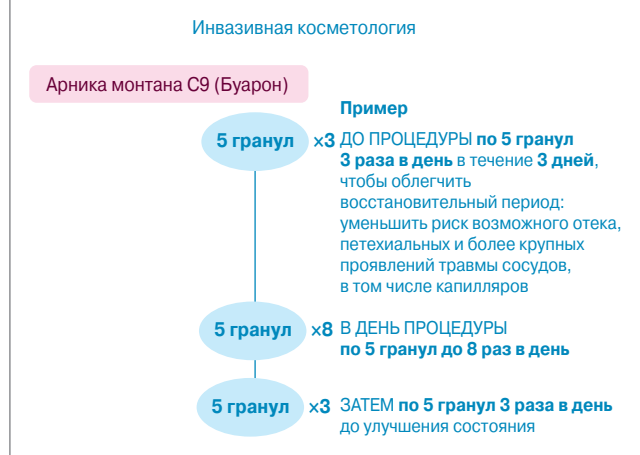 Инвазивная косметология
Арника монтана С9 (Буарон)
Пример
5 гранул ×3 ДО ПРОЦЕДУРЫ по 5 гранул
3 раза в день в течение 3 дней,
чтобы облегчить
восстановительный период:
уменьшить риск возможного отека,
петехиальных и более крупных
проявлений травмы сосудов,
в том числе капилляров
5 гранул ×8 В ДЕНЬ ПРОЦЕДУРЫ
по 5 гранул до 8 раз в день
5 гранул ×3 ЗАТЕМ по 5 гранул 3 раза в день
до улучшения состояния